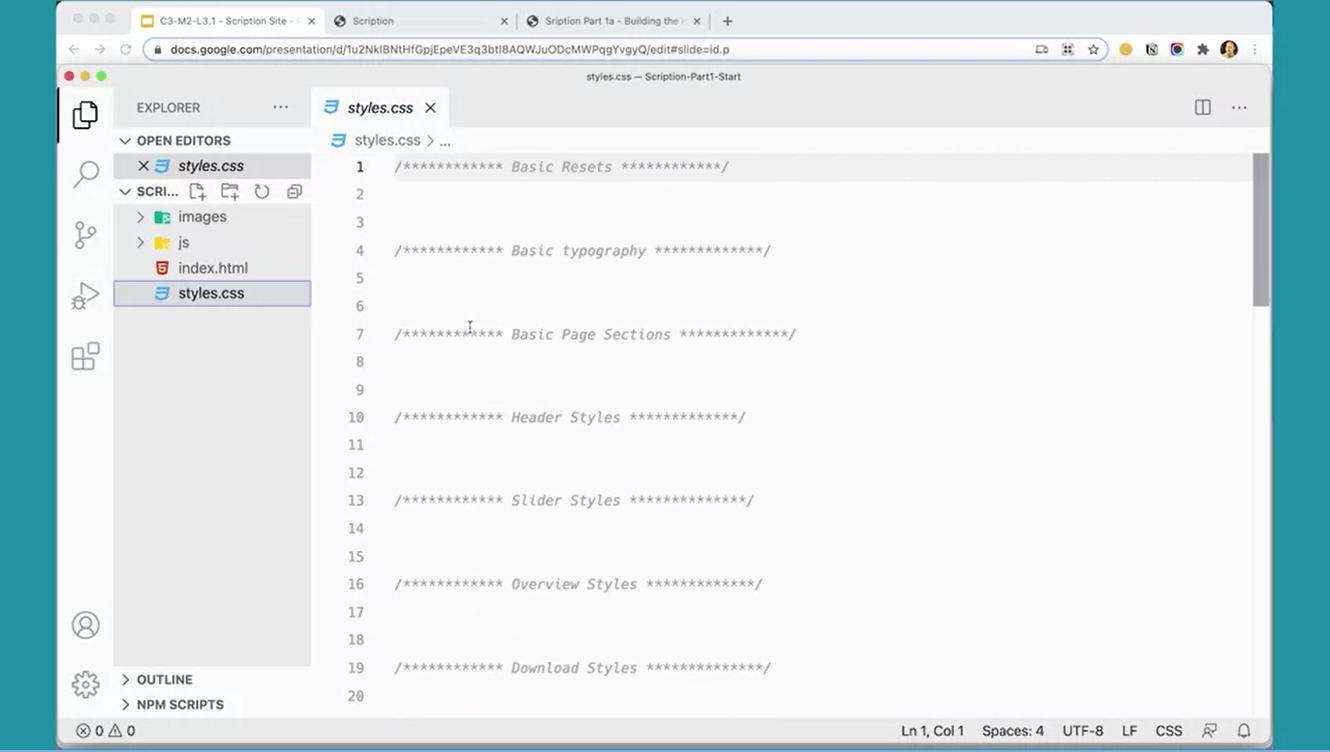 C3-M2-L3.1 - Scription Site -
Scription
Sription Part 1a - Building the
docs.google.com/presentation/d/1u2NklBNtHfGpjEpeVE3q3btl8AQWJuODcMWPqgYvgyQ/edit#slide=id.p
styles.css — Scription-Part1-Start
EXPLORER
styles.css
OPEN EDITORS
styles.css > ...
styles.css
SCRI...
images
js
index.html
styles.css
1 /************ Basic Resets ************/
2
3
4 /************ Basic typography *************/
5
6
7 /************ Basic Page Sections *************/
8
9
10 /************ Header Styles *************/
11
12
13 /************ Slider Styles **************/
14
15
16 /************ Overview Styles *************/
17
18
19 /************ Download Styles **************/
20
OUTLINE
NPM SCRIPTS
0 0
Ln 1, Col 1 Spaces: 4 UTF-8 LF CSS